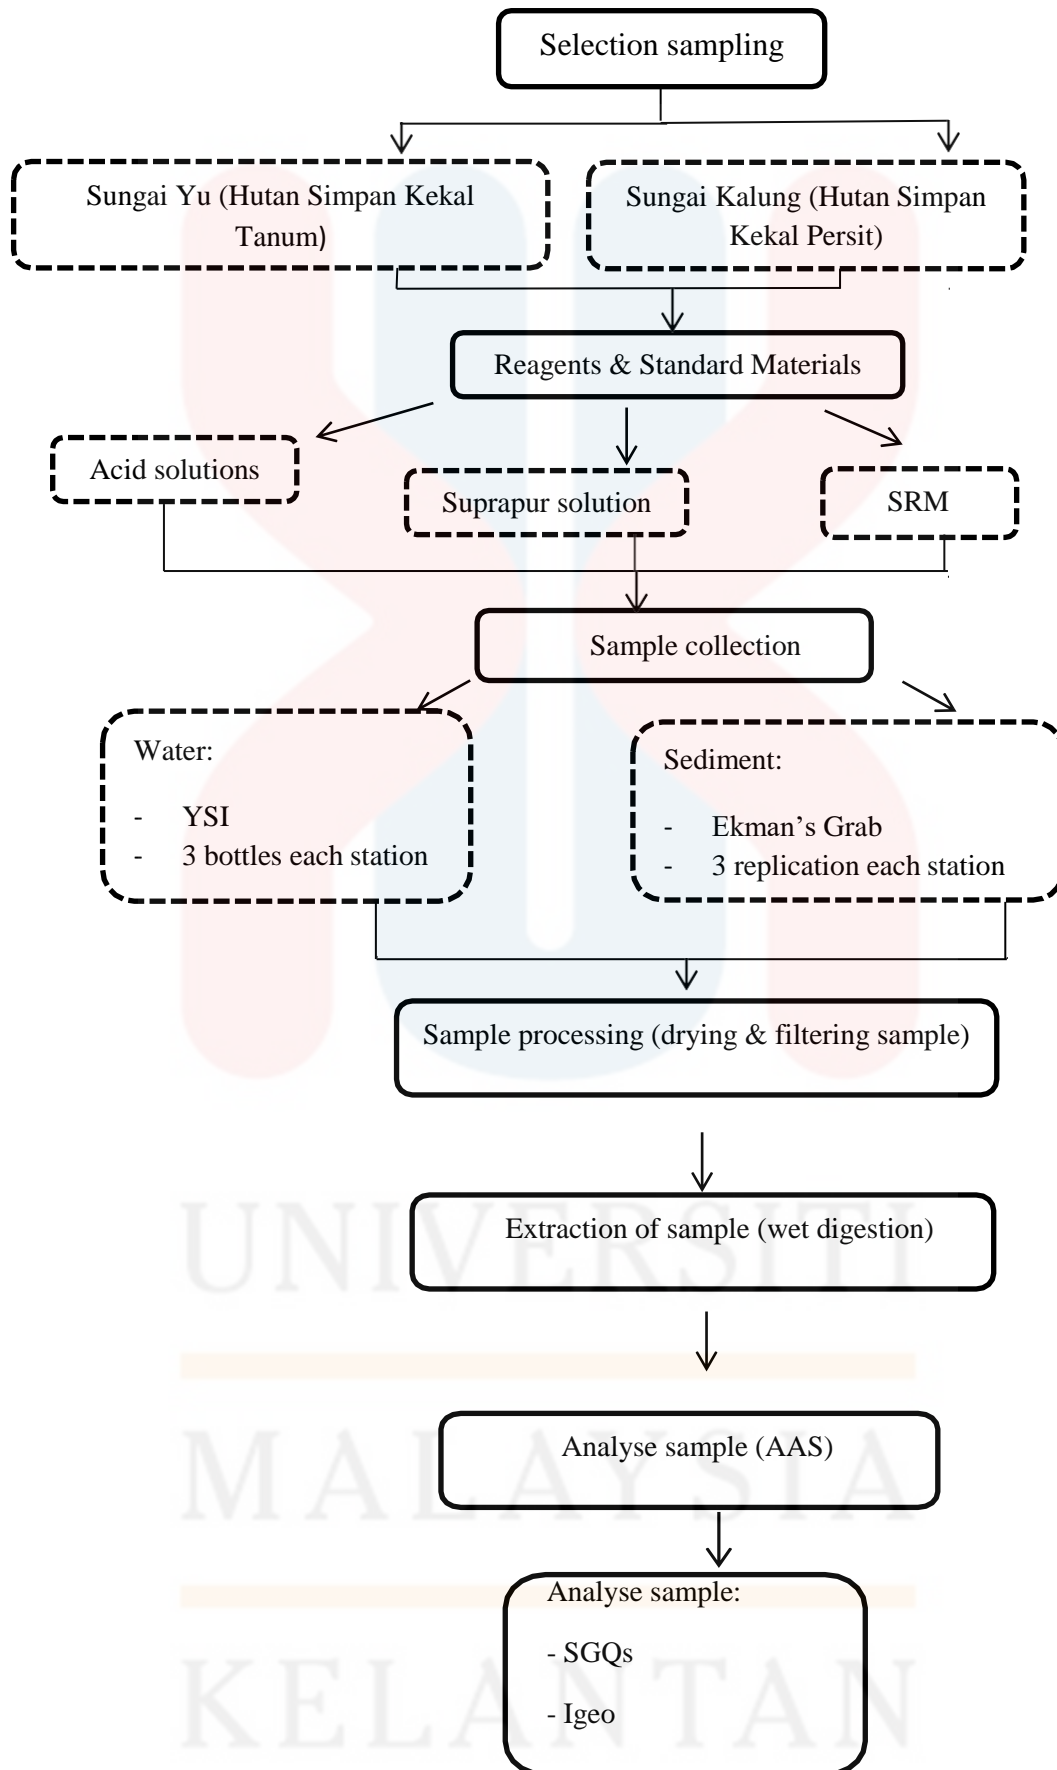 Selection sampling
Sungai Yu (Hutan Simpan Kekal
Tanum)
Sungai Kalung (Hutan Simpan
Kekal Persit)
Reagents & Standard Materials
Acid solutions
Suprapur solution
SRM
Sample collection
Water:
- YSI
- 3 bottles each station
Sediment:
- Ekman’s Grab
- 3 replication each station
Sample processing (drying & filtering sample)
Extraction of sample (wet digestion)
Analyse sample (AAS)
Analyse sample:
- SGQs
- Igeo
UNIVERSITI
MALAYSIA
KELANTAN